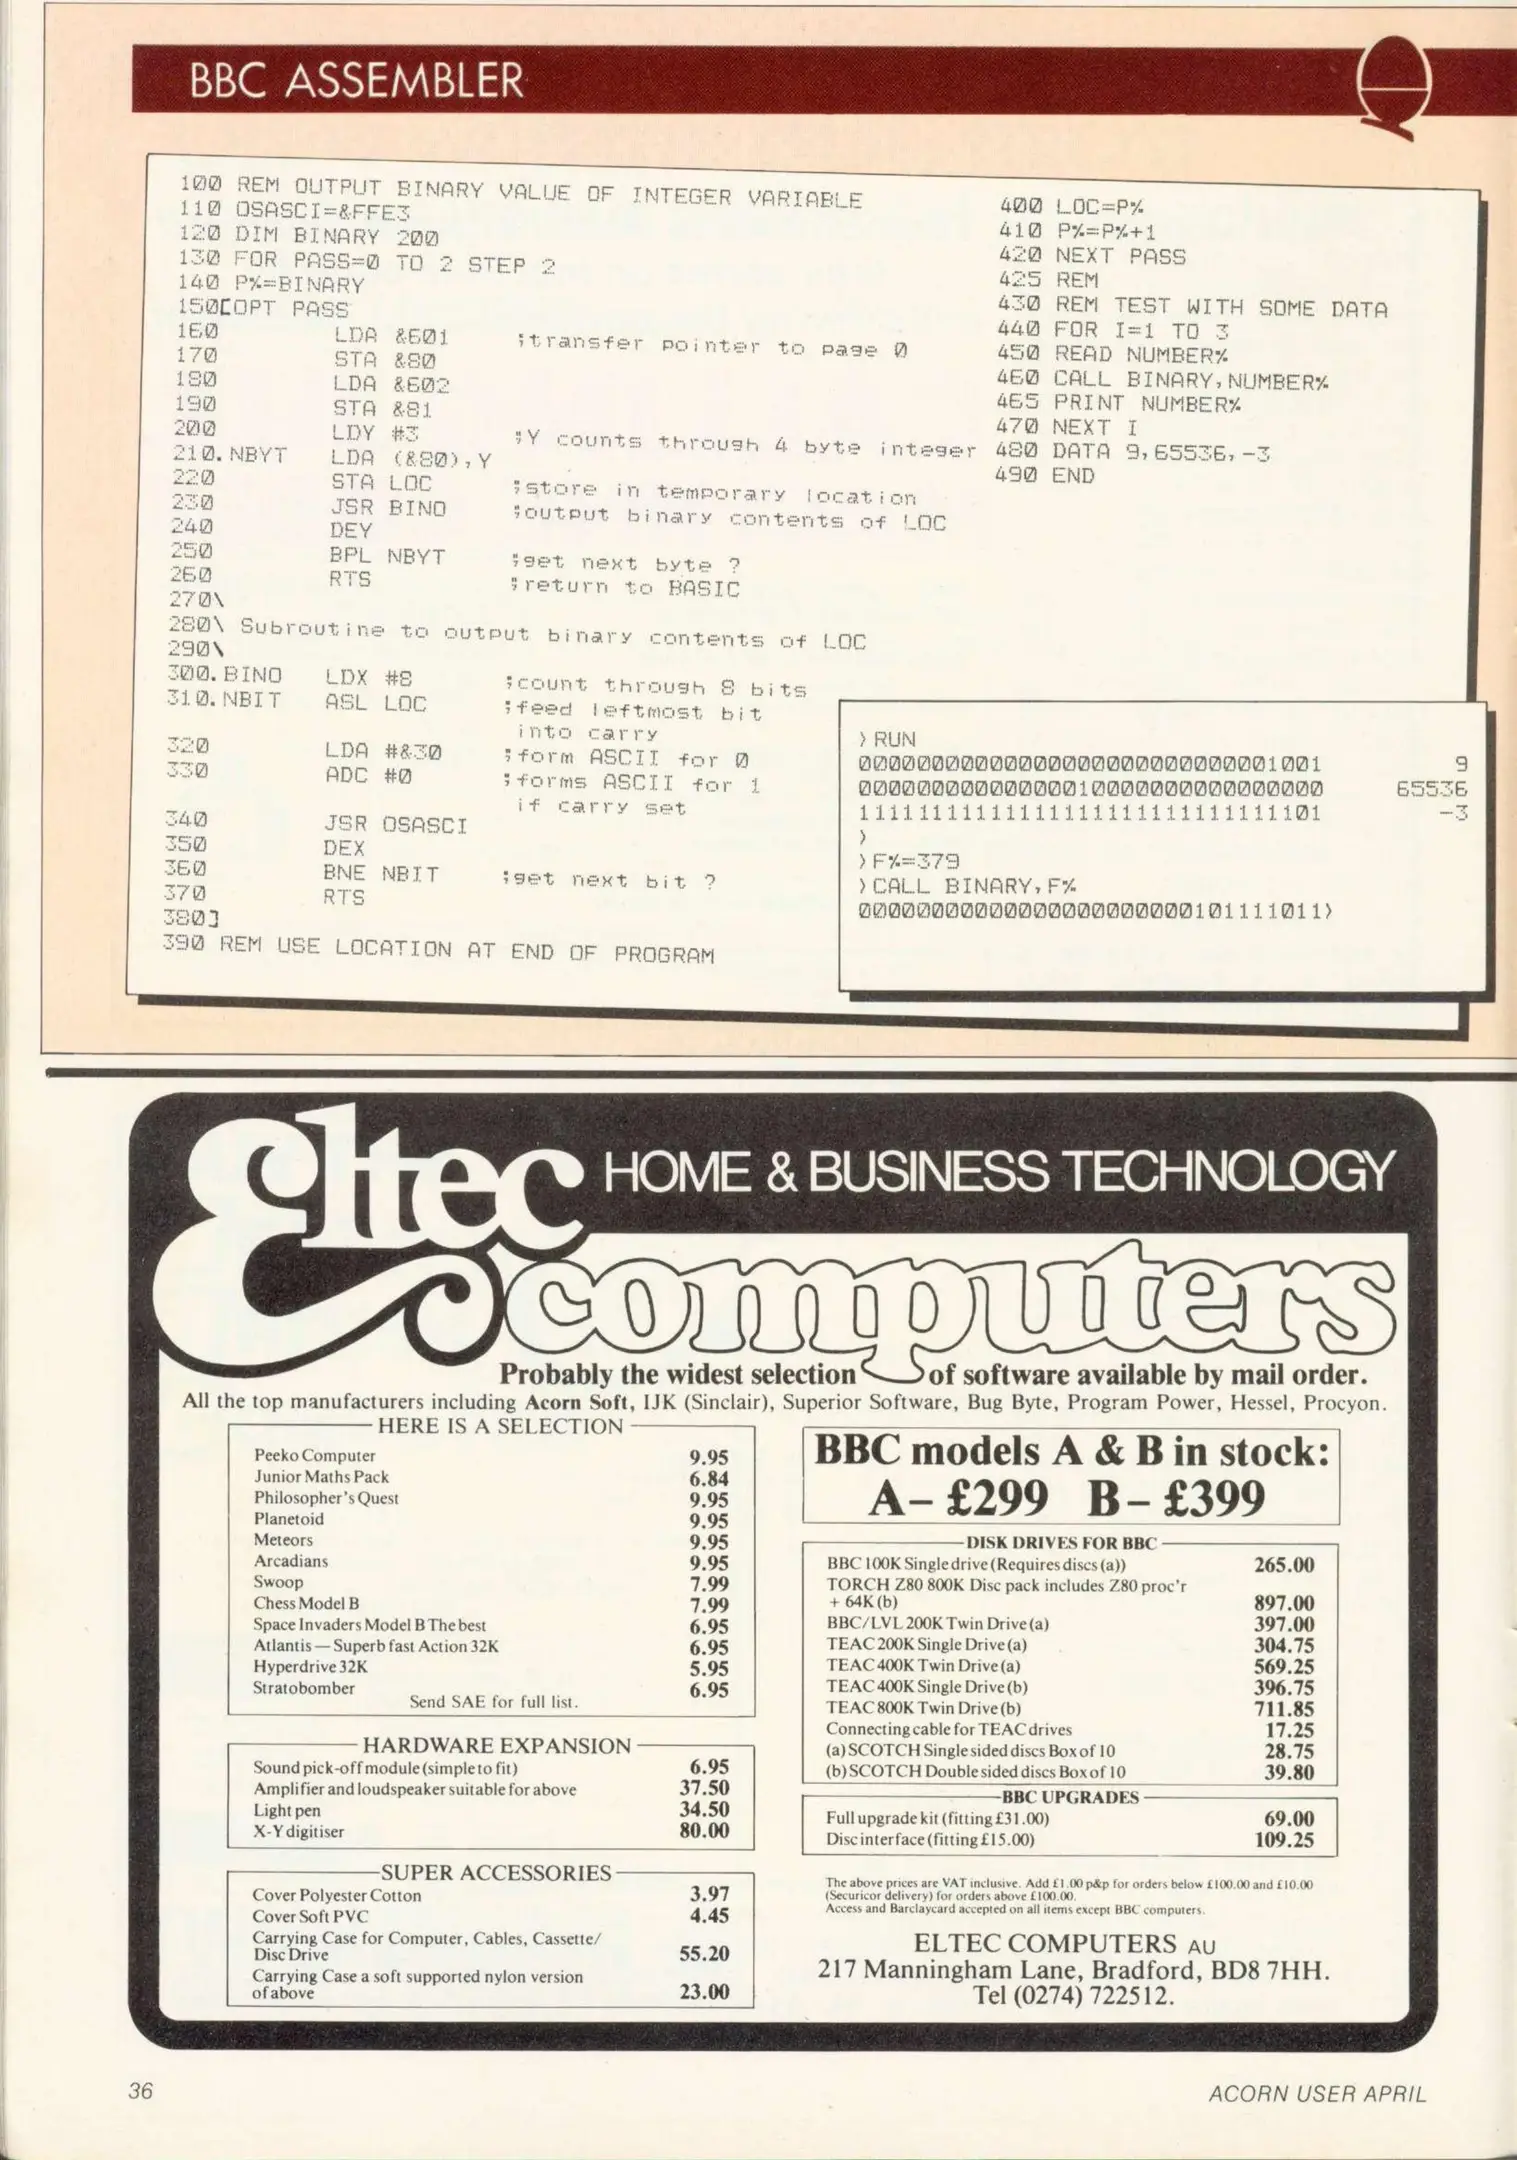 BBC ASSEMBLER
100 REM OUTPUT BINARY VALUE OF INTEGER VARIABLE
110 OSASCI=&FFE3
120 DIM BINARY 200
130 FOR PASS=0 TO 2 STEP 2
140 P%=BINARY
150[OPT PASS
160 LDA &601 ;transfer pointer to page 0
170 STA &80
180 LDA &602
190 STA &81
200 LDY #3 ;Y counts through 4 byte integer
210.NBYT LDA (&80),Y
220 STA LOC ;store in temporary location
230 JSR BINO ;output binary contents of LOC
240 DEY
250 BPL NBYT ;get next byte ?
260 RTS ;return to BASIC
270\
280\ Subroutine to output binary contents of LOC
290\
300.BINO LDX #8 ;count through 8 bits
310.NBIT ASL LOC ;feed leftmost bit
into carry
320 LDA #&30 ;form ASCII for 0
330 ADC #0 ;forms ASCII for 1
if carry set
340 JSR OSASCI
350 DEX
360 BNE NBIT ;get next bit ?
370 RTS
380]
390 REM USE LOCATION AT END OF PROGRAM
400 LOC=P%
410 P%=P%+1
420 NEXT PASS
425 REM
430 REM TEST WITH SOME DATA
440 FOR I=1 TO 3
450 READ NUMBER%
460 CALL BINARY,NUMBER%
465 PRINT NUMBER%
470 NEXT I
480 DATA 9,65536,-3
490 END
>RUN
00000000000000000000000000001001 9
00000000000000010000000000000000 65536
11111111111111111111111111111101 -3
>
>F%=379
>CALL BINARY,F%
00000000000000000000000101111011>
Eltec HOME & BUSINESS TECHNOLOGY
computers
Probably the widest selection of software available by mail order.
All the top manufacturers including Acorn Soft, IJK (Sinclair), Superior Software, Bug Byte, Program Power, Hessel, Procyon.
HERE IS A SELECTION
Peeko Computer 9.95
Junior Maths Pack 6.84
Philosopher's Quest 9.95
Planetoid 9.95
Meteors 9.95
Arcadians 9.95
Swoop 7.99
Chess Model B 7.99
Space Invaders Model B The best 6.95
Atlantis — Superb fast Action 32K 6.95
Hyperdrive 32K 5.95
Stratobomber 6.95
Send SAE for full list.
HARDWARE EXPANSION
Sound pick-off module (simple to fit) 6.95
Amplifier and loudspeaker suitable for above 37.50
Light pen 34.50
X-Y digitiser 80.00
SUPER ACCESSORIES
Cover Polyester Cotton 3.97
Cover Soft PVC 4.45
Carrying Case for Computer, Cables, Cassette/
Disc Drive 55.20
Carrying Case a soft supported nylon version
of above 23.00
BBC models A & B in stock:
A– £299 B– £399
DISK DRIVES FOR BBC
BBC 100K Single drive (Requires discs (a)) 265.00
TORCH Z80 800K Disc pack includes Z80 proc'r
+ 64K (b) 897.00
BBC/LVL 200K Twin Drive (a) 397.00
TEAC 200K Single Drive (a) 304.75
TEAC 400K Twin Drive (a) 569.25
TEAC 400K Single Drive (b) 396.75
TEAC 800K Twin Drive (b) 711.85
Connecting cable for TEAC drives 17.25
(a) SCOTCH Single sided discs Box of 10 28.75
(b) SCOTCH Double sided discs Box of 10 39.80
BBC UPGRADES
Full upgrade kit (fitting £31.00) 69.00
Disc interface (fitting £15.00) 109.25
The above prices are VAT inclusive. Add £1.00 p&p for orders below £100.00 and £10.00
(Securicor delivery) for orders above £100.00.
Access and Barclaycard accepted on all items except BBC computers.
ELTEC COMPUTERS AU
217 Manningham Lane, Bradford, BD8 7HH.
Tel (0274) 722512.
36
ACORN USER APRIL